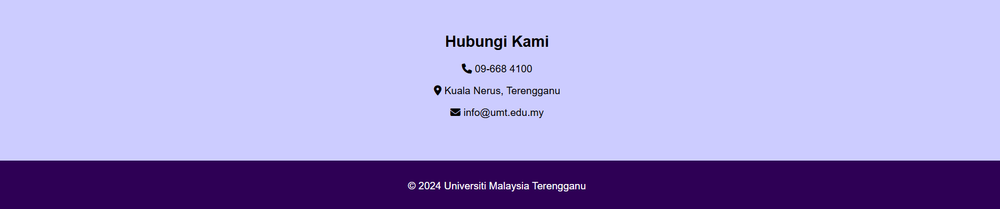 Hubungi Kami
09-668 4100
Kuala Nerus, Terengganu
info@umt.edu.my
© 2024 Universiti Malaysia Terengganu